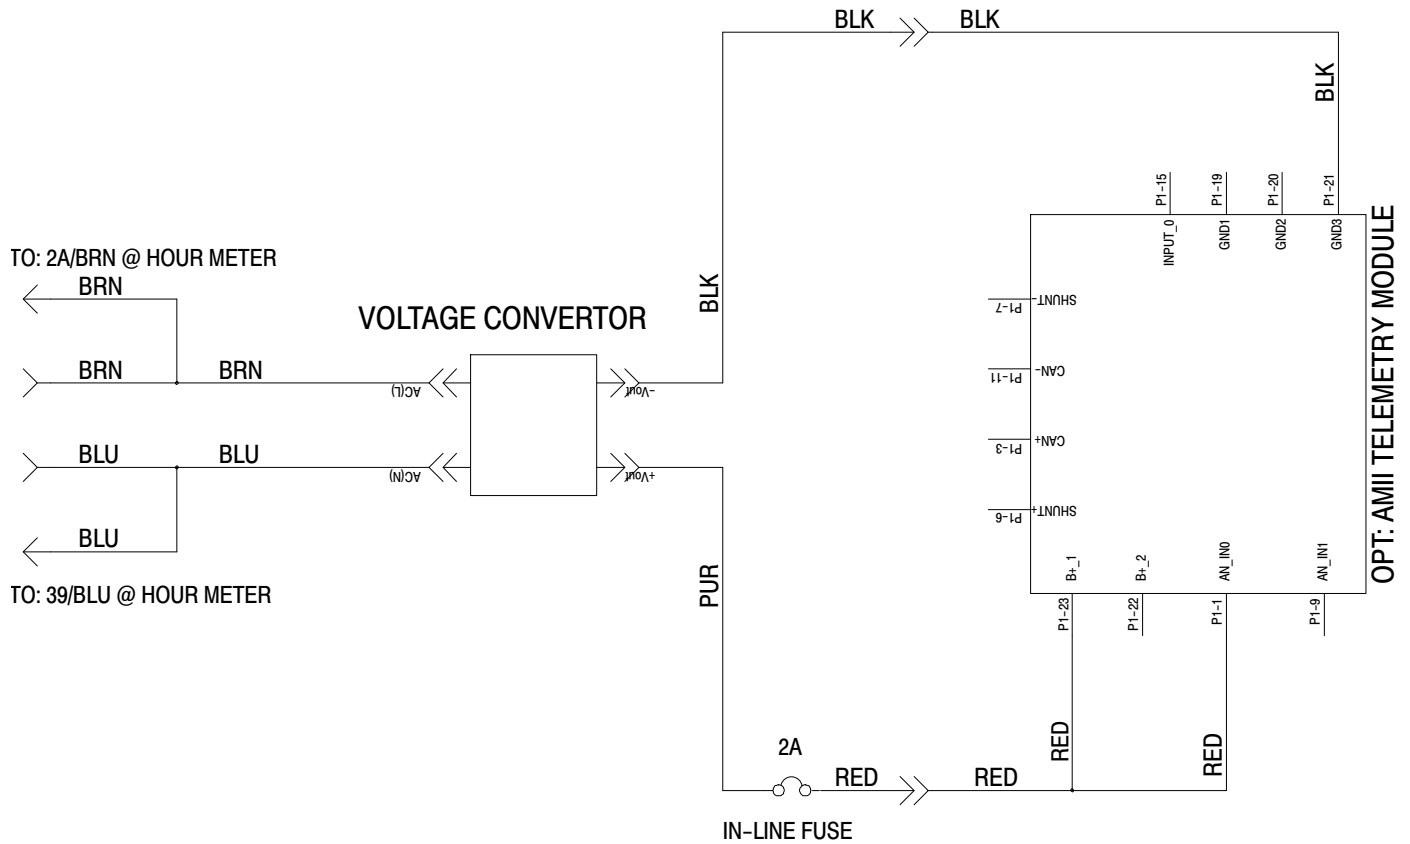 BLK
BLK
BLK
P1-15
P1-19
P1-20
P1-21
INPUT_0
GND1
GND2
GND3
TO: 2A/BRN @ HOUR METER
BRN
VOLTAGE CONVERTOR
BLK
SHUNT-
P1-7
BRN
BRN
AC(L)
-Vout
CAN-
P1-11
OPT: AMII TELEMETRY MODULE
BLU
BLU
AC(N)
+Vout
CAN+
P1-3
SHUNT+
P1-6
BLU
TO: 39/BLU @ HOUR METER
PUR
B+_1
B+_2
AN_IN0
AN_IN1
P1-23
P1-22
P1-1
P1-9
2A
RED
RED
RED
RED
IN-LINE FUSE